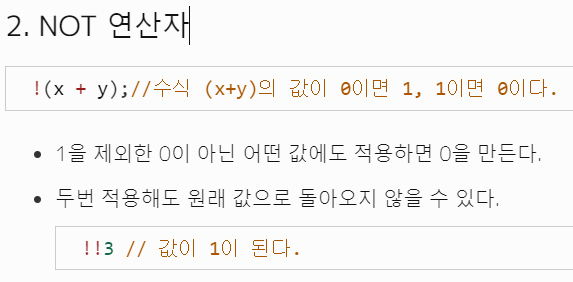 2. NOT 연산자
!(x + y);//수식 (x+y)의 값이 0이면 1, 1이면 0이다.
• 1을 제외한 0이 아닌 어떤 값에도 적용하면 0을 만든다.
• 두번 적용해도 원래 값으로 돌아오지 않을 수 있다.
!!3 // 값이 1이 된다.